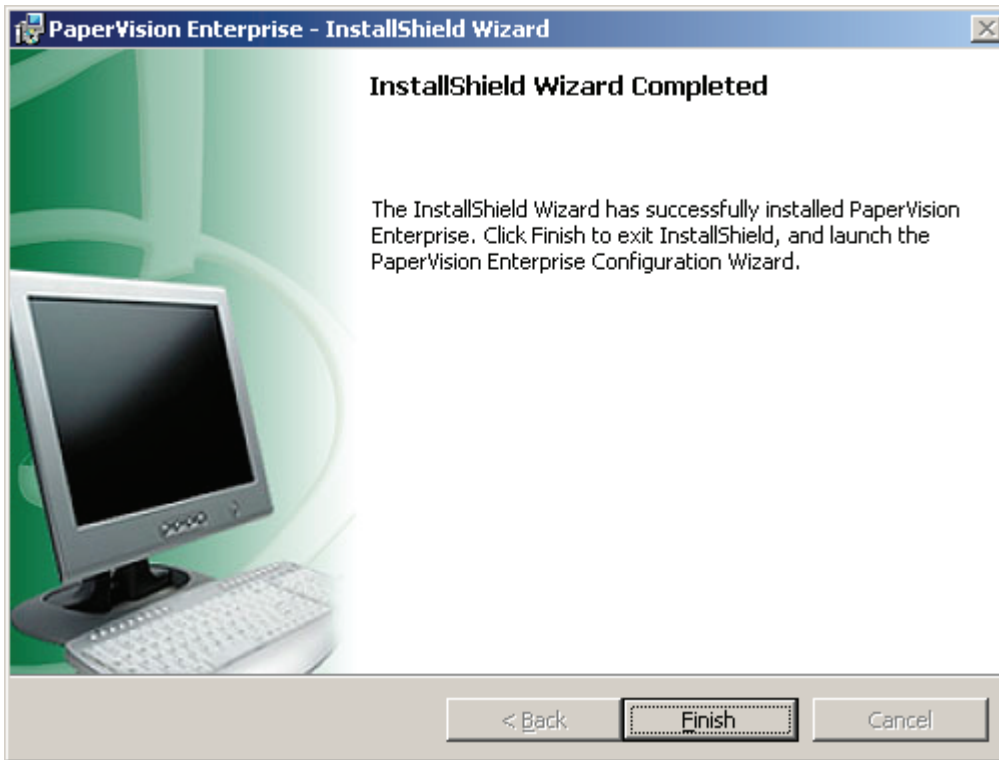 PaperVision Enterprise - InstallShield Wizard
InstallShield Wizard Completed
The InstallShield Wizard has successfully installed PaperVision
Enterprise. Click Finish to exit InstallShield, and launch the
PaperVision Enterprise Configuration Wizard.
< Back Finish Cancel